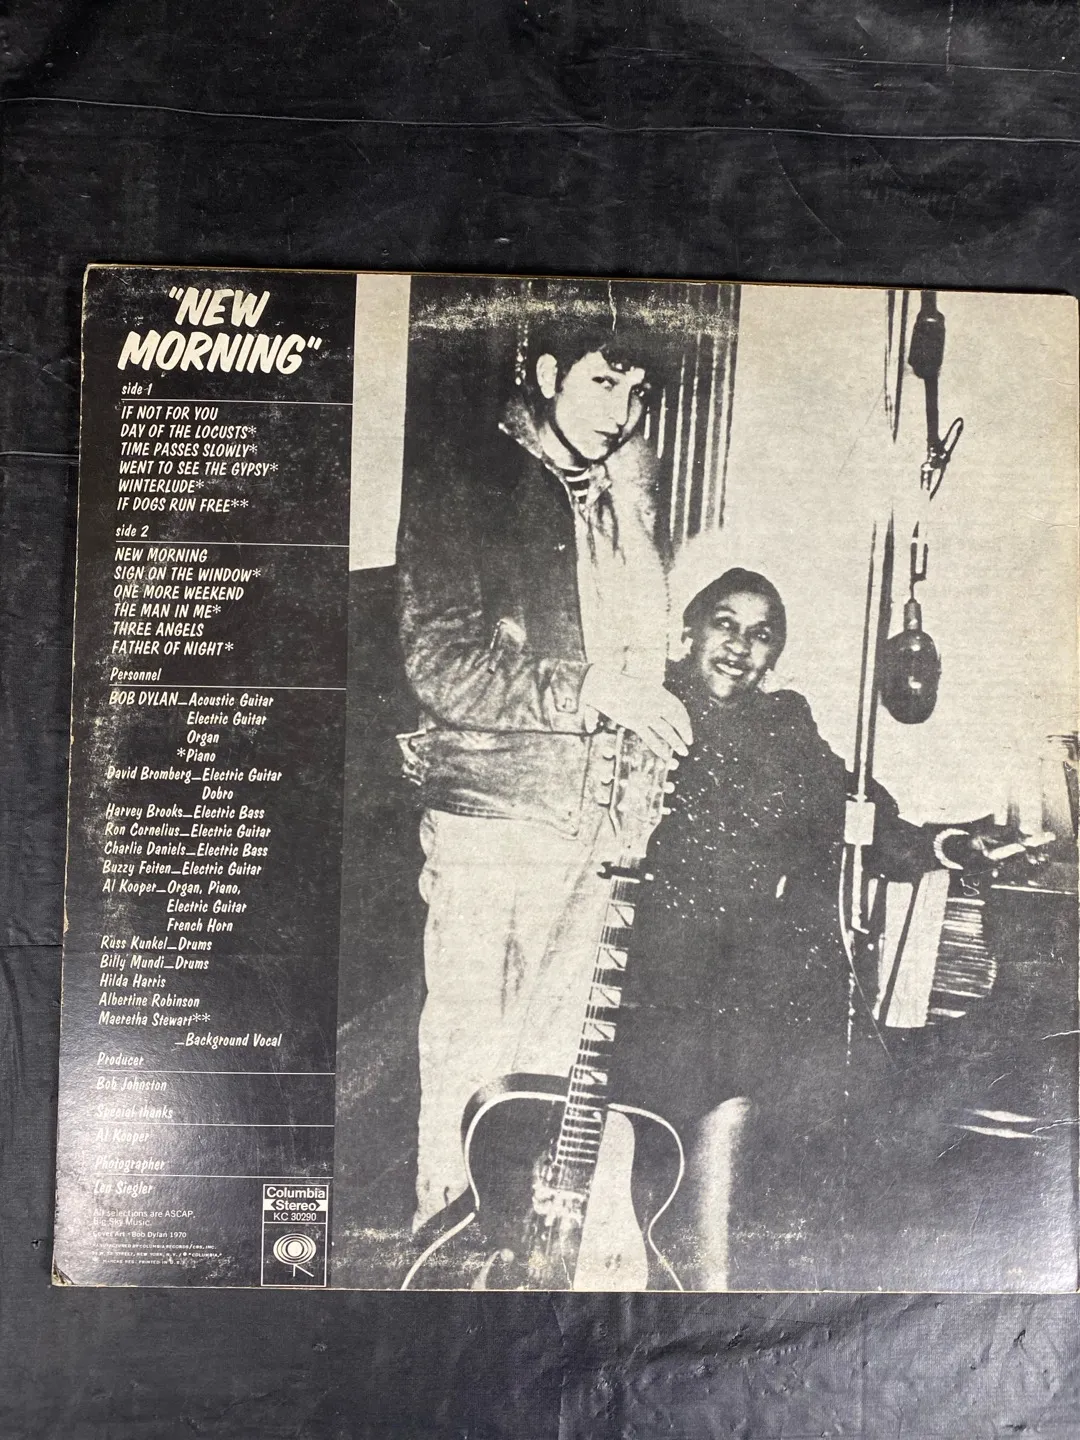 "NEW
MORNING"
side 1
IF NOT FOR YOU
DAY OF THE LOCUSTS*
TIME PASSES SLOWLY*
WENT TO SEE THE GYPSY*
WINTERLUDE*
IF DOGS RUN FREE**
side 2
NEW MORNING
SIGN ON THE WINDOW*
ONE MORE WEEKEND
THE MAN IN ME*
THREE ANGELS
FATHER OF NIGHT*
Personnel
BOB DYLAN_Acoustic Guitar
Electric Guitar
Organ
*Piano
David Bromberg_Electric Guitar
Dobro
Harvey Brooks_Electric Bass
Ron Cornelius_Electric Guitar
Charlie Daniels_Electric Bass
Buzzy Feiten_Electric Guitar
Al Kooper_Organ, Piano,
Electric Guitar
French Horn
Russ Kunkel_Drums
Billy Mundi_Drums
Hilda Harris
Albertine Robinson
Maeretha Stewart**
_Background Vocal
Producer
Bob Johnston
Special thanks
Al Kooper
Photographer
Len Siegler
All selections are ASCAP,
Big Sky Music.
Cover Art • Bob Dylan 1970
Columbia
Stereo
KC 30290